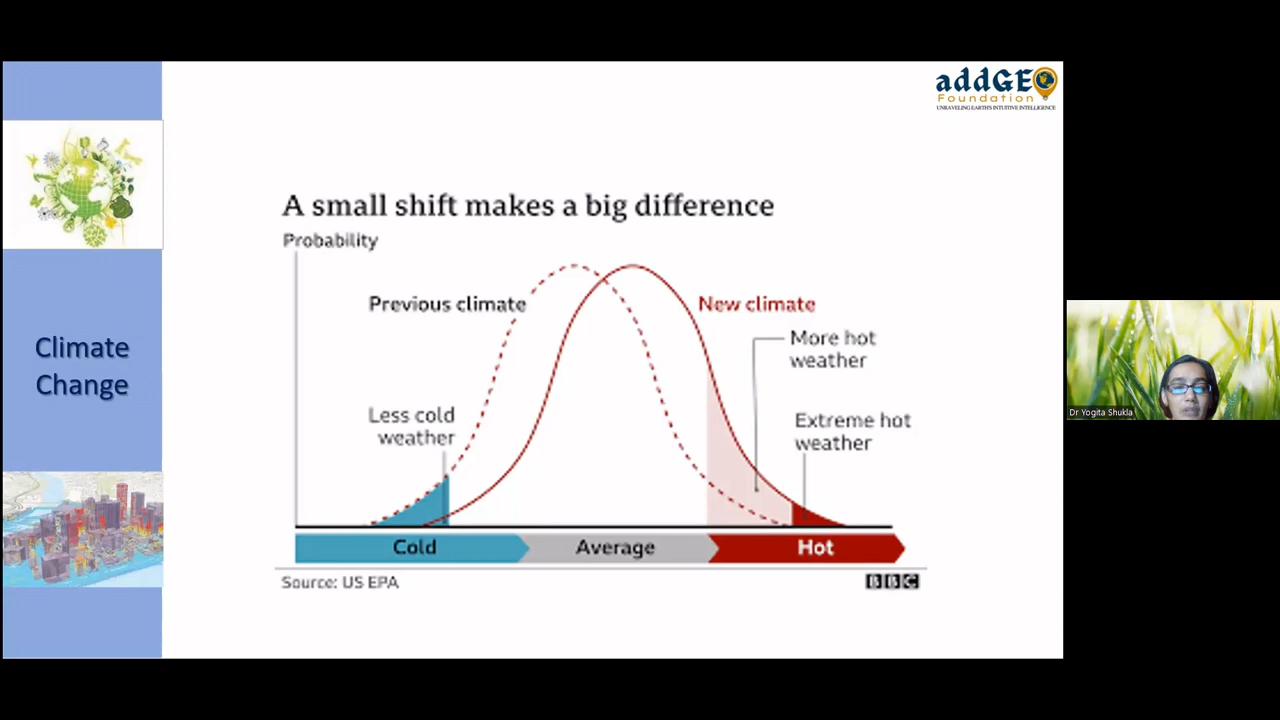 addGEO
Foundation
UNRAVELING EARTH'S INTUITIVE INTELLIGENCE
Climate
Change
A small shift makes a big difference
Probability
Previous climate
New climate
More hot
weather
Less cold
weather
Extreme hot
weather
Cold
Average
Hot
Source: US EPA
BBC
Dr Yogita Shukla